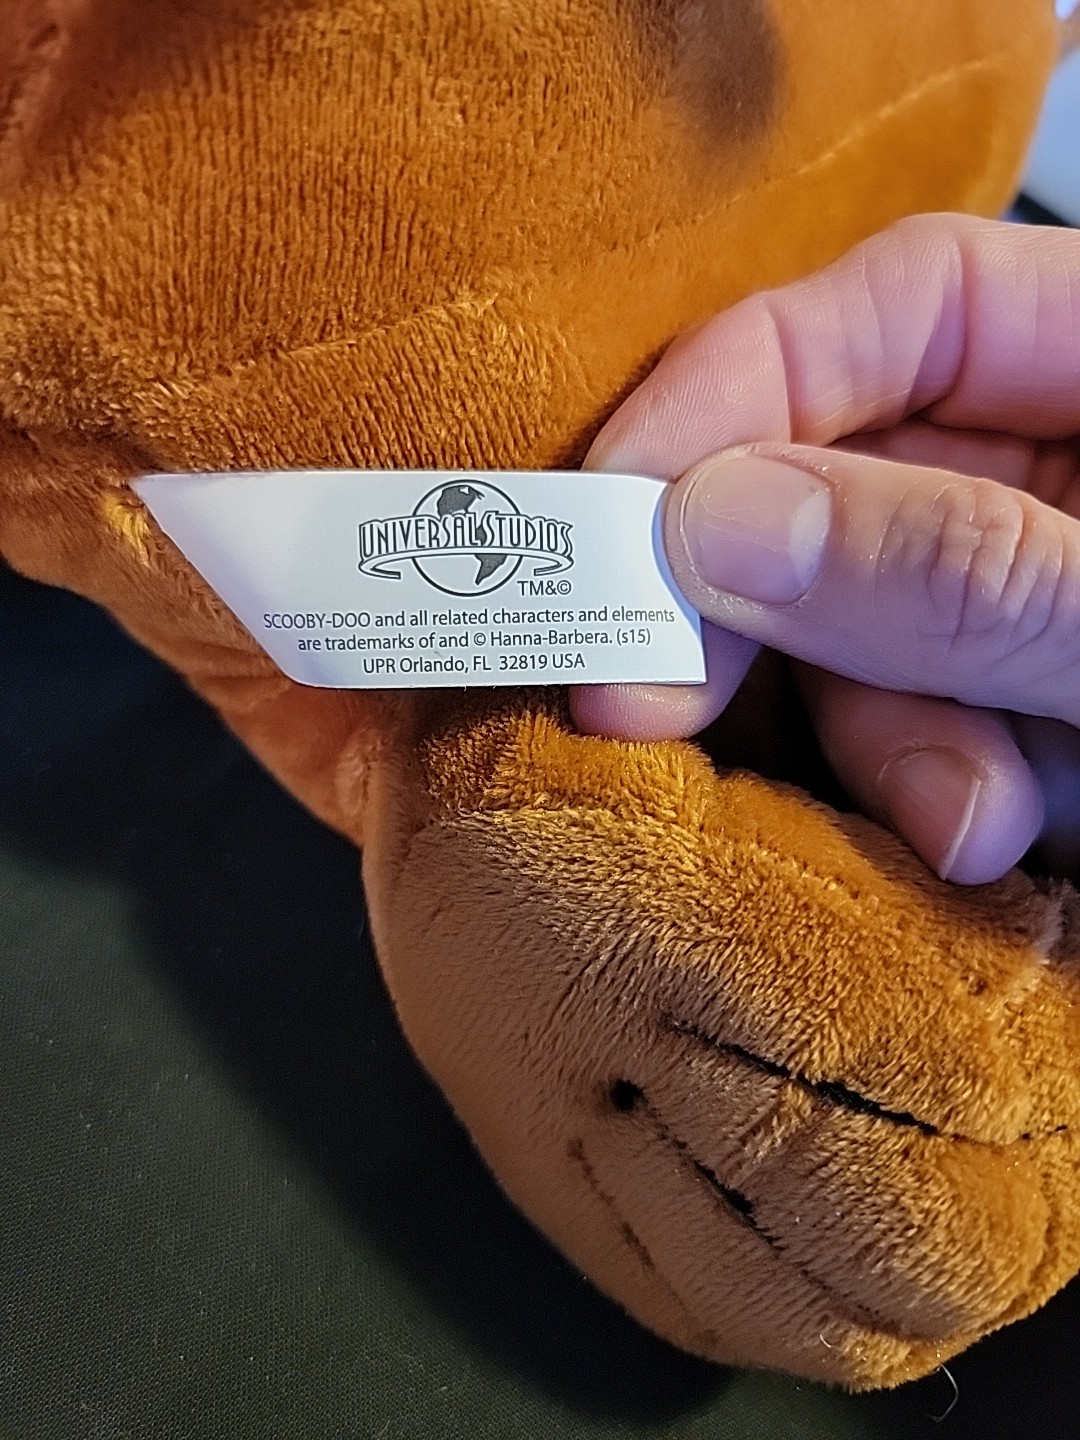 UNIVERSAL STUDIOS
TM&©
SCOOBY-DOO and all related characters and elements
are trademarks of and © Hanna-Barbera. (s15)
UPR Orlando, FL 32819 USA